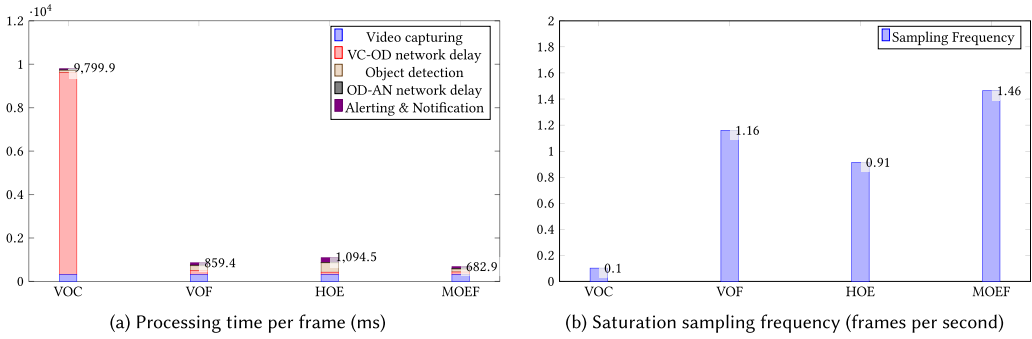 ·10⁴
1.2
1
0.8
0.6
0.4
0.2
0
Video capturing
VC-OD network delay
Object detection
OD-AN network delay
Alerting & Notification
9,799.9
859.4
1,094.5
682.9
VOC VOF HOE MOEF
(a) Processing time per frame (ms)
2
1.8
1.6
1.4
1.2
1
0.8
0.6
0.4
0.2
0
Sampling Frequency
0.1
1.16
0.91
1.46
VOC VOF HOE MOEF
(b) Saturation sampling frequency (frames per second)